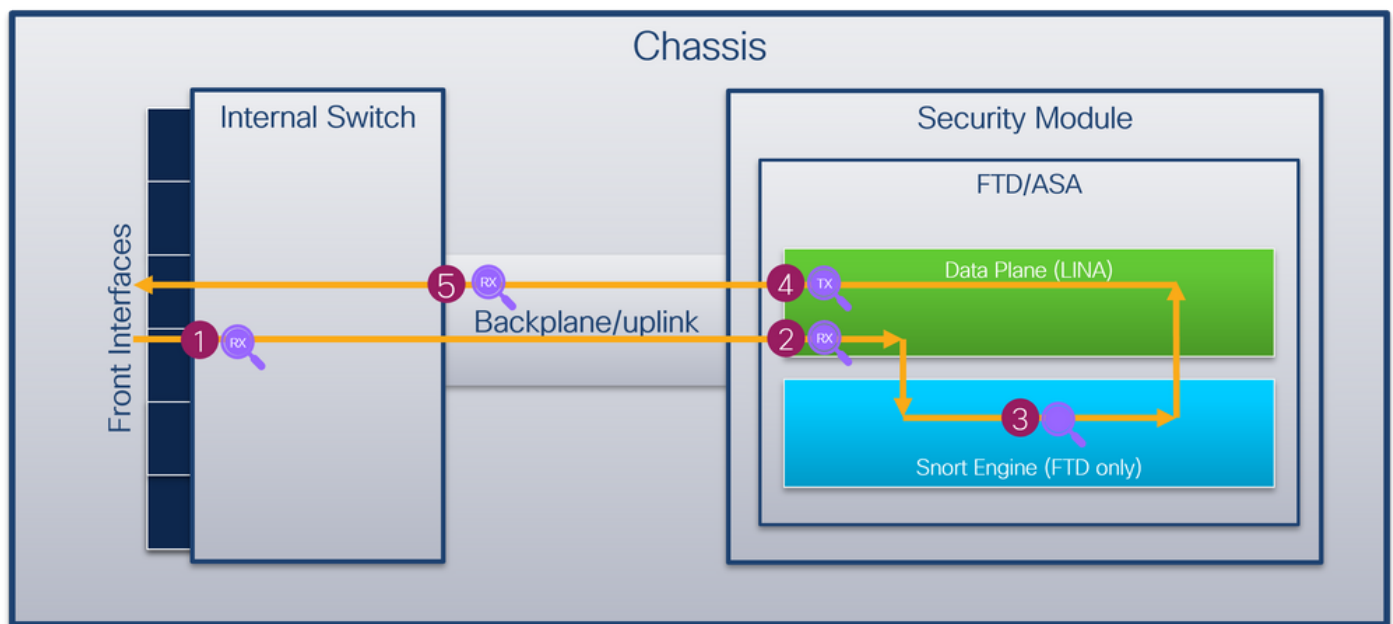 Chassis
Internal Switch
Security Module
FTD/ASA
Front Interfaces
Data Plane (LINA)
5 RX
4 TX
Backplane/uplink
1 RX
2 RX
3
Snort Engine (FTD only)